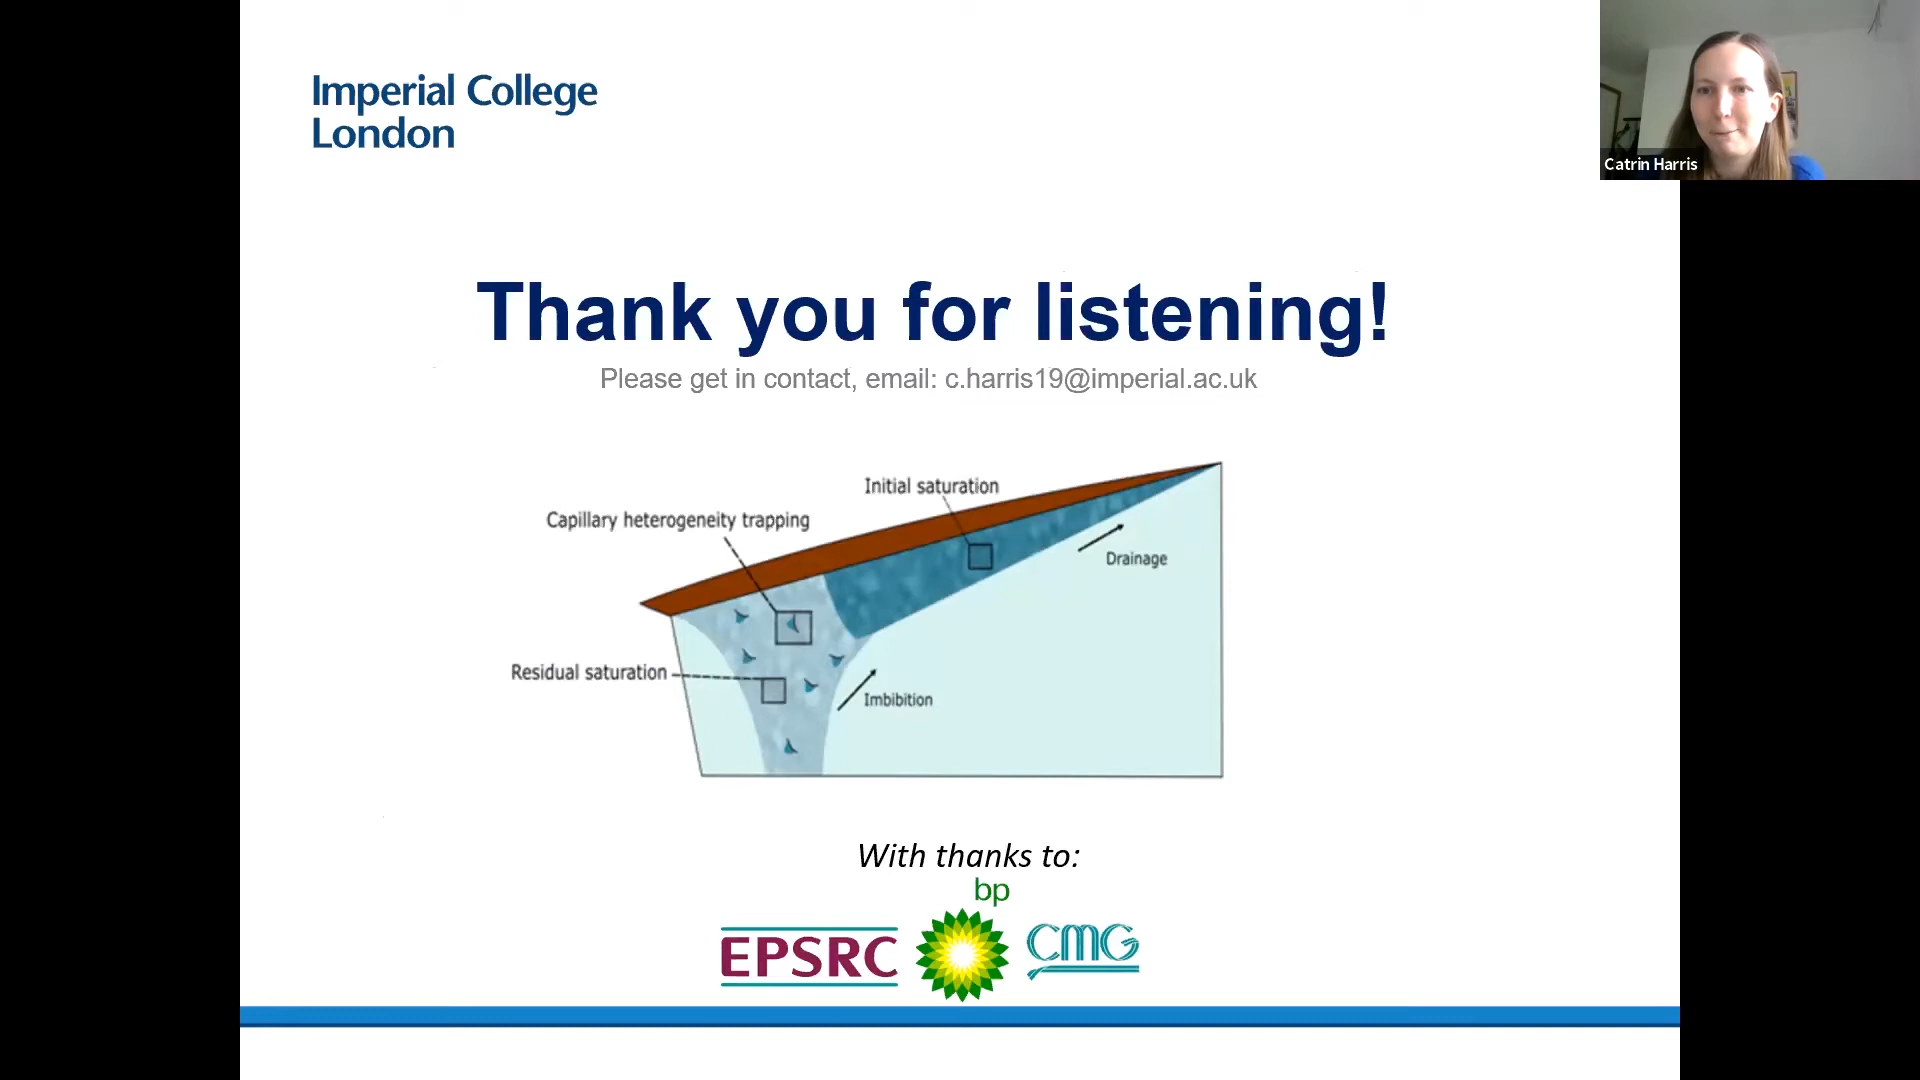 Imperial College
London
Catrin Harris
Thank you for listening!
Please get in contact, email: c.harris19@imperial.ac.uk
Initial saturation
Capillary heterogeneity trapping
Drainage
Residual saturation
Imbibition
With thanks to:
bp
EPSRC
CMG